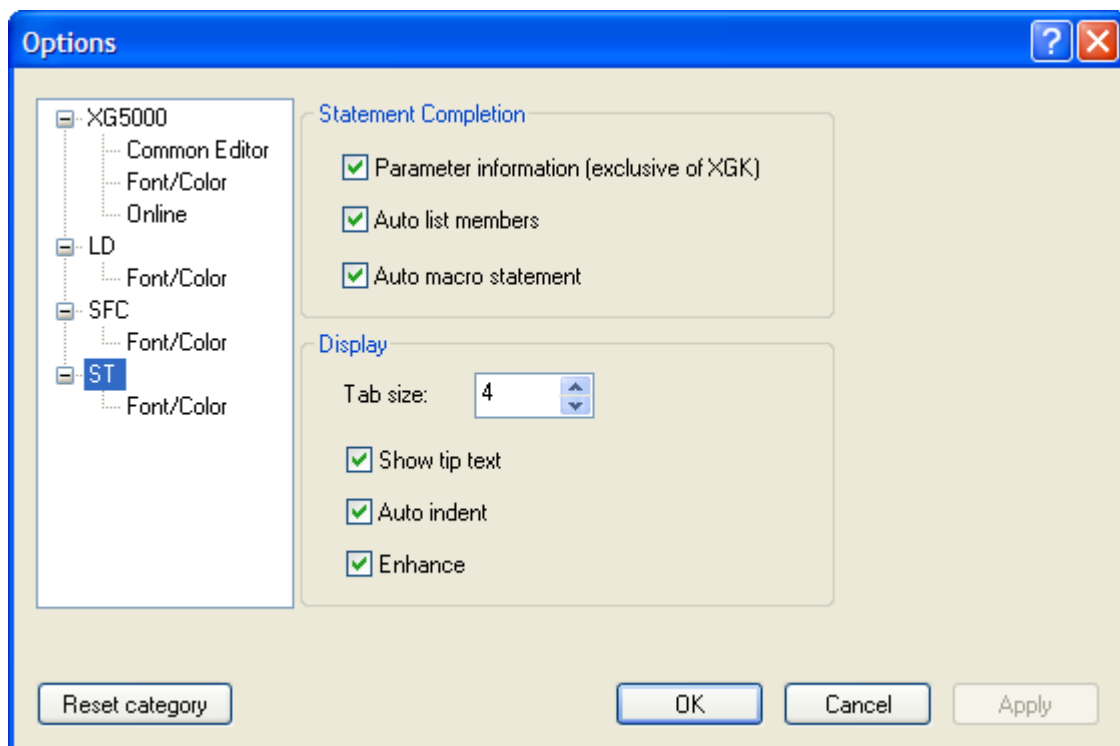 Options
XG5000
Common Editor
Font/Color
Online
LD
Font/Color
SFC
Font/Color
ST
Font/Color
Statement Completion
Parameter information (exclusive of XGK)
Auto list members
Auto macro statement
Display
Tab size: 4
Show tip text
Auto indent
Enhance
Reset category
OK
Cancel
Apply